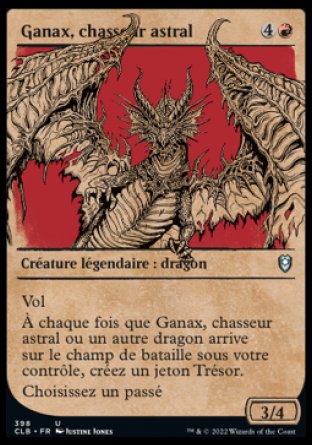 Ganax, chasseur astral 4
Créature légendaire : dragon
Vol
À chaque fois que Ganax, chasseur
astral ou un autre dragon arrive
sur le champ de bataille sous votre
contrôle, créez un jeton Trésor.
Choisissez un passé
3/4
398 U
CLB • FR Justine Jones
™ & © 2022 Wizards of the Coast